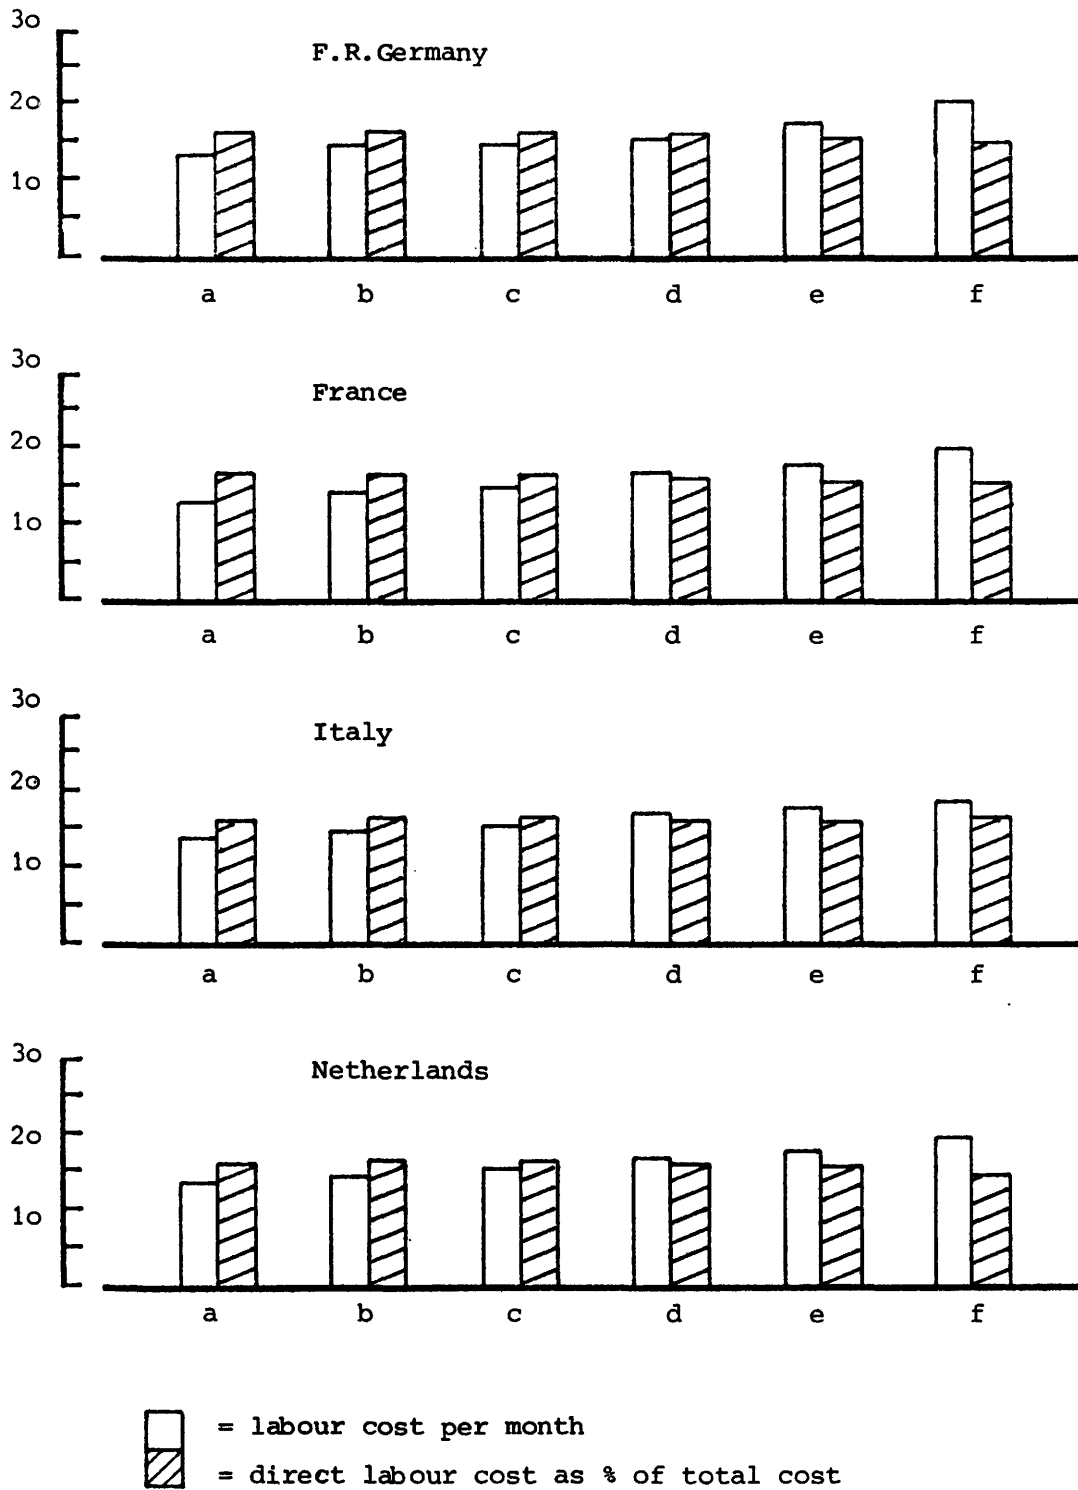 3o
F.R.Germany
2o
1o
a b c d e f
3o
France
2o
1o
a b c d e f
3o
Italy
2o
1o
a b c d e f
3o
Netherlands
2o
1o
a b c d e f
= labour cost per month
= direct labour cost as % of total cost